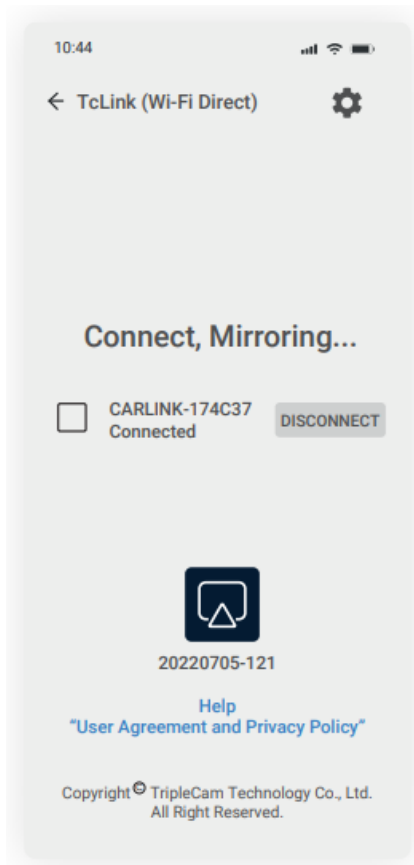 10:44
TcLink (Wi-Fi Direct)
Connect, Mirroring...
CARLINK-174C37
Connected
DISCONNECT
20220705-121
Help
“User Agreement and Privacy Policy”
Copyright© TripleCam Technology Co., Ltd.
All Right Reserved.